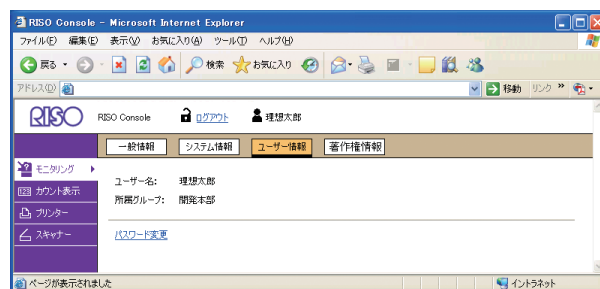 RISO Console - Microsoft Internet Explorer
ファイル(F) 編集(E) 表示(V) お気に入り(A) ツール(T) ヘルプ(H)
戻る 検索 お気に入り
アドレス(D) 移動 リンク »
RISO RISO Console ログアウト 理想太郎
一般情報 システム情報 ユーザー情報 著作権情報
モニタリング
カウント表示
プリンター
スキャナー
ユーザー名: 理想太郎
所属グループ: 開発本部
パスワード変更
ページが表示されました イントラネット